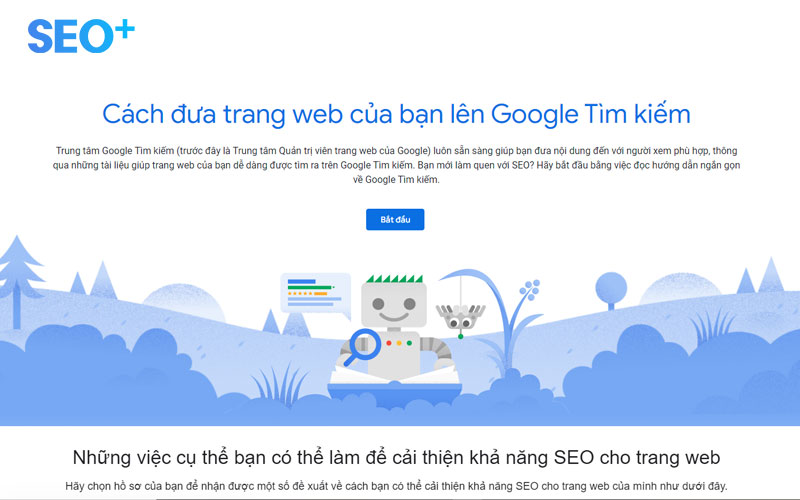 SEO+
Cách đưa trang web của bạn lên Google Tìm kiếm
Trung tâm Google Tìm kiếm (trước đây là Trung tâm Quản trị viên trang web của Google) luôn sẵn sàng giúp bạn đưa nội dung đến với người xem phù hợp, thông
qua những tài liệu giúp trang web của bạn dễ dàng được tìm ra trên Google Tìm kiếm. Bạn mới làm quen với SEO? Hãy bắt đầu bằng việc đọc hướng dẫn ngắn gọn
về Google Tìm kiếm.
Bắt đầu
Những việc cụ thể bạn có thể làm để cải thiện khả năng SEO cho trang web
Hãy chọn hồ sơ của bạn để nhận được một số đề xuất về cách bạn có thể cải thiện khả năng SEO cho trang web của mình như dưới đây.